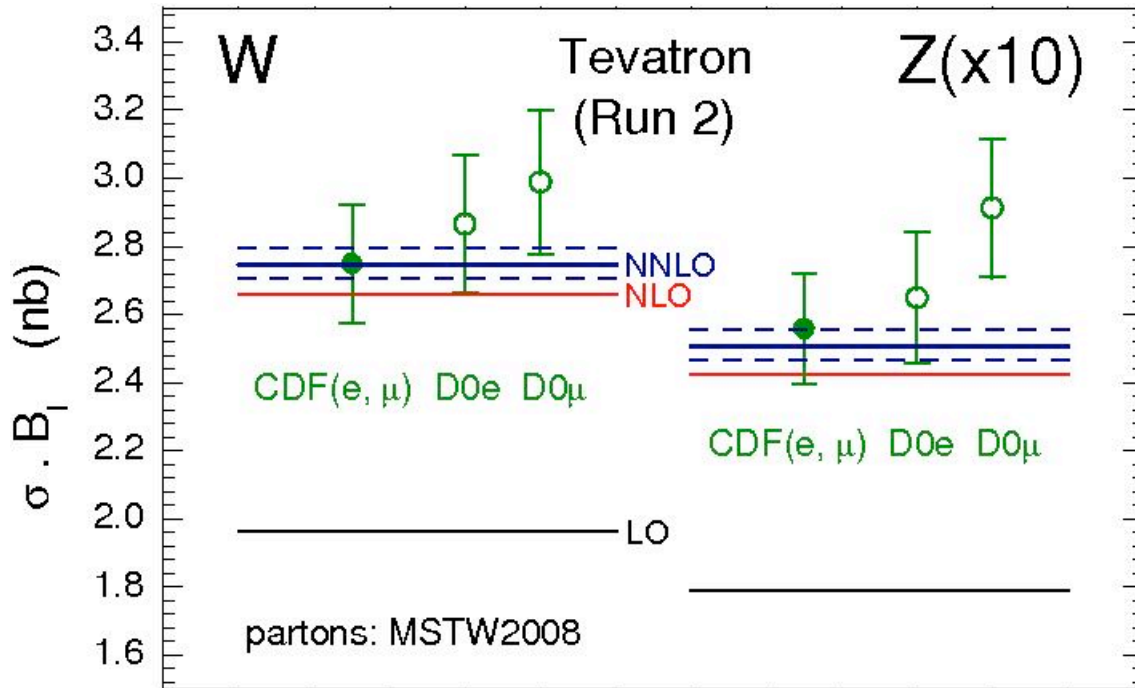 W
Tevatron
(Run 2)
Z(x10)
σ . B_l (nb)
3.4
3.2
3.0
2.8
2.6
2.4
2.2
2.0
1.8
1.6
NNLO
NLO
CDF(e, μ) D0e D0μ
CDF(e, μ) D0e D0μ
LO
partons: MSTW2008